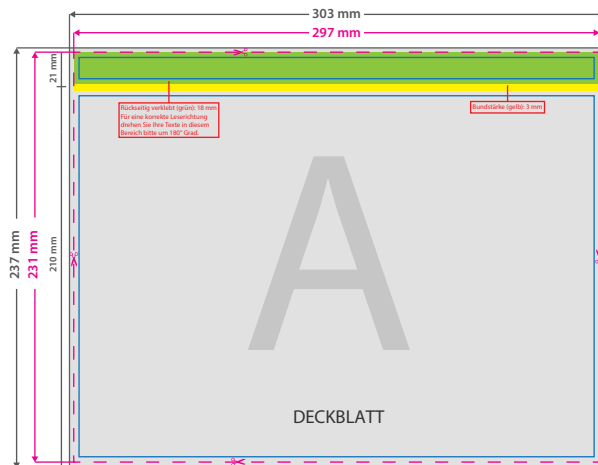 303 mm
297 mm
21 mm
Rückseitig verklebt (grün): 18 mm
Für eine korrekte Leserichtung
drehen Sie Ihre Texte in diesem
Bereich bitte um 180° Grad.
Bundstärke (gelb): 3 mm
237 mm
231 mm
210 mm
A
DECKBLATT